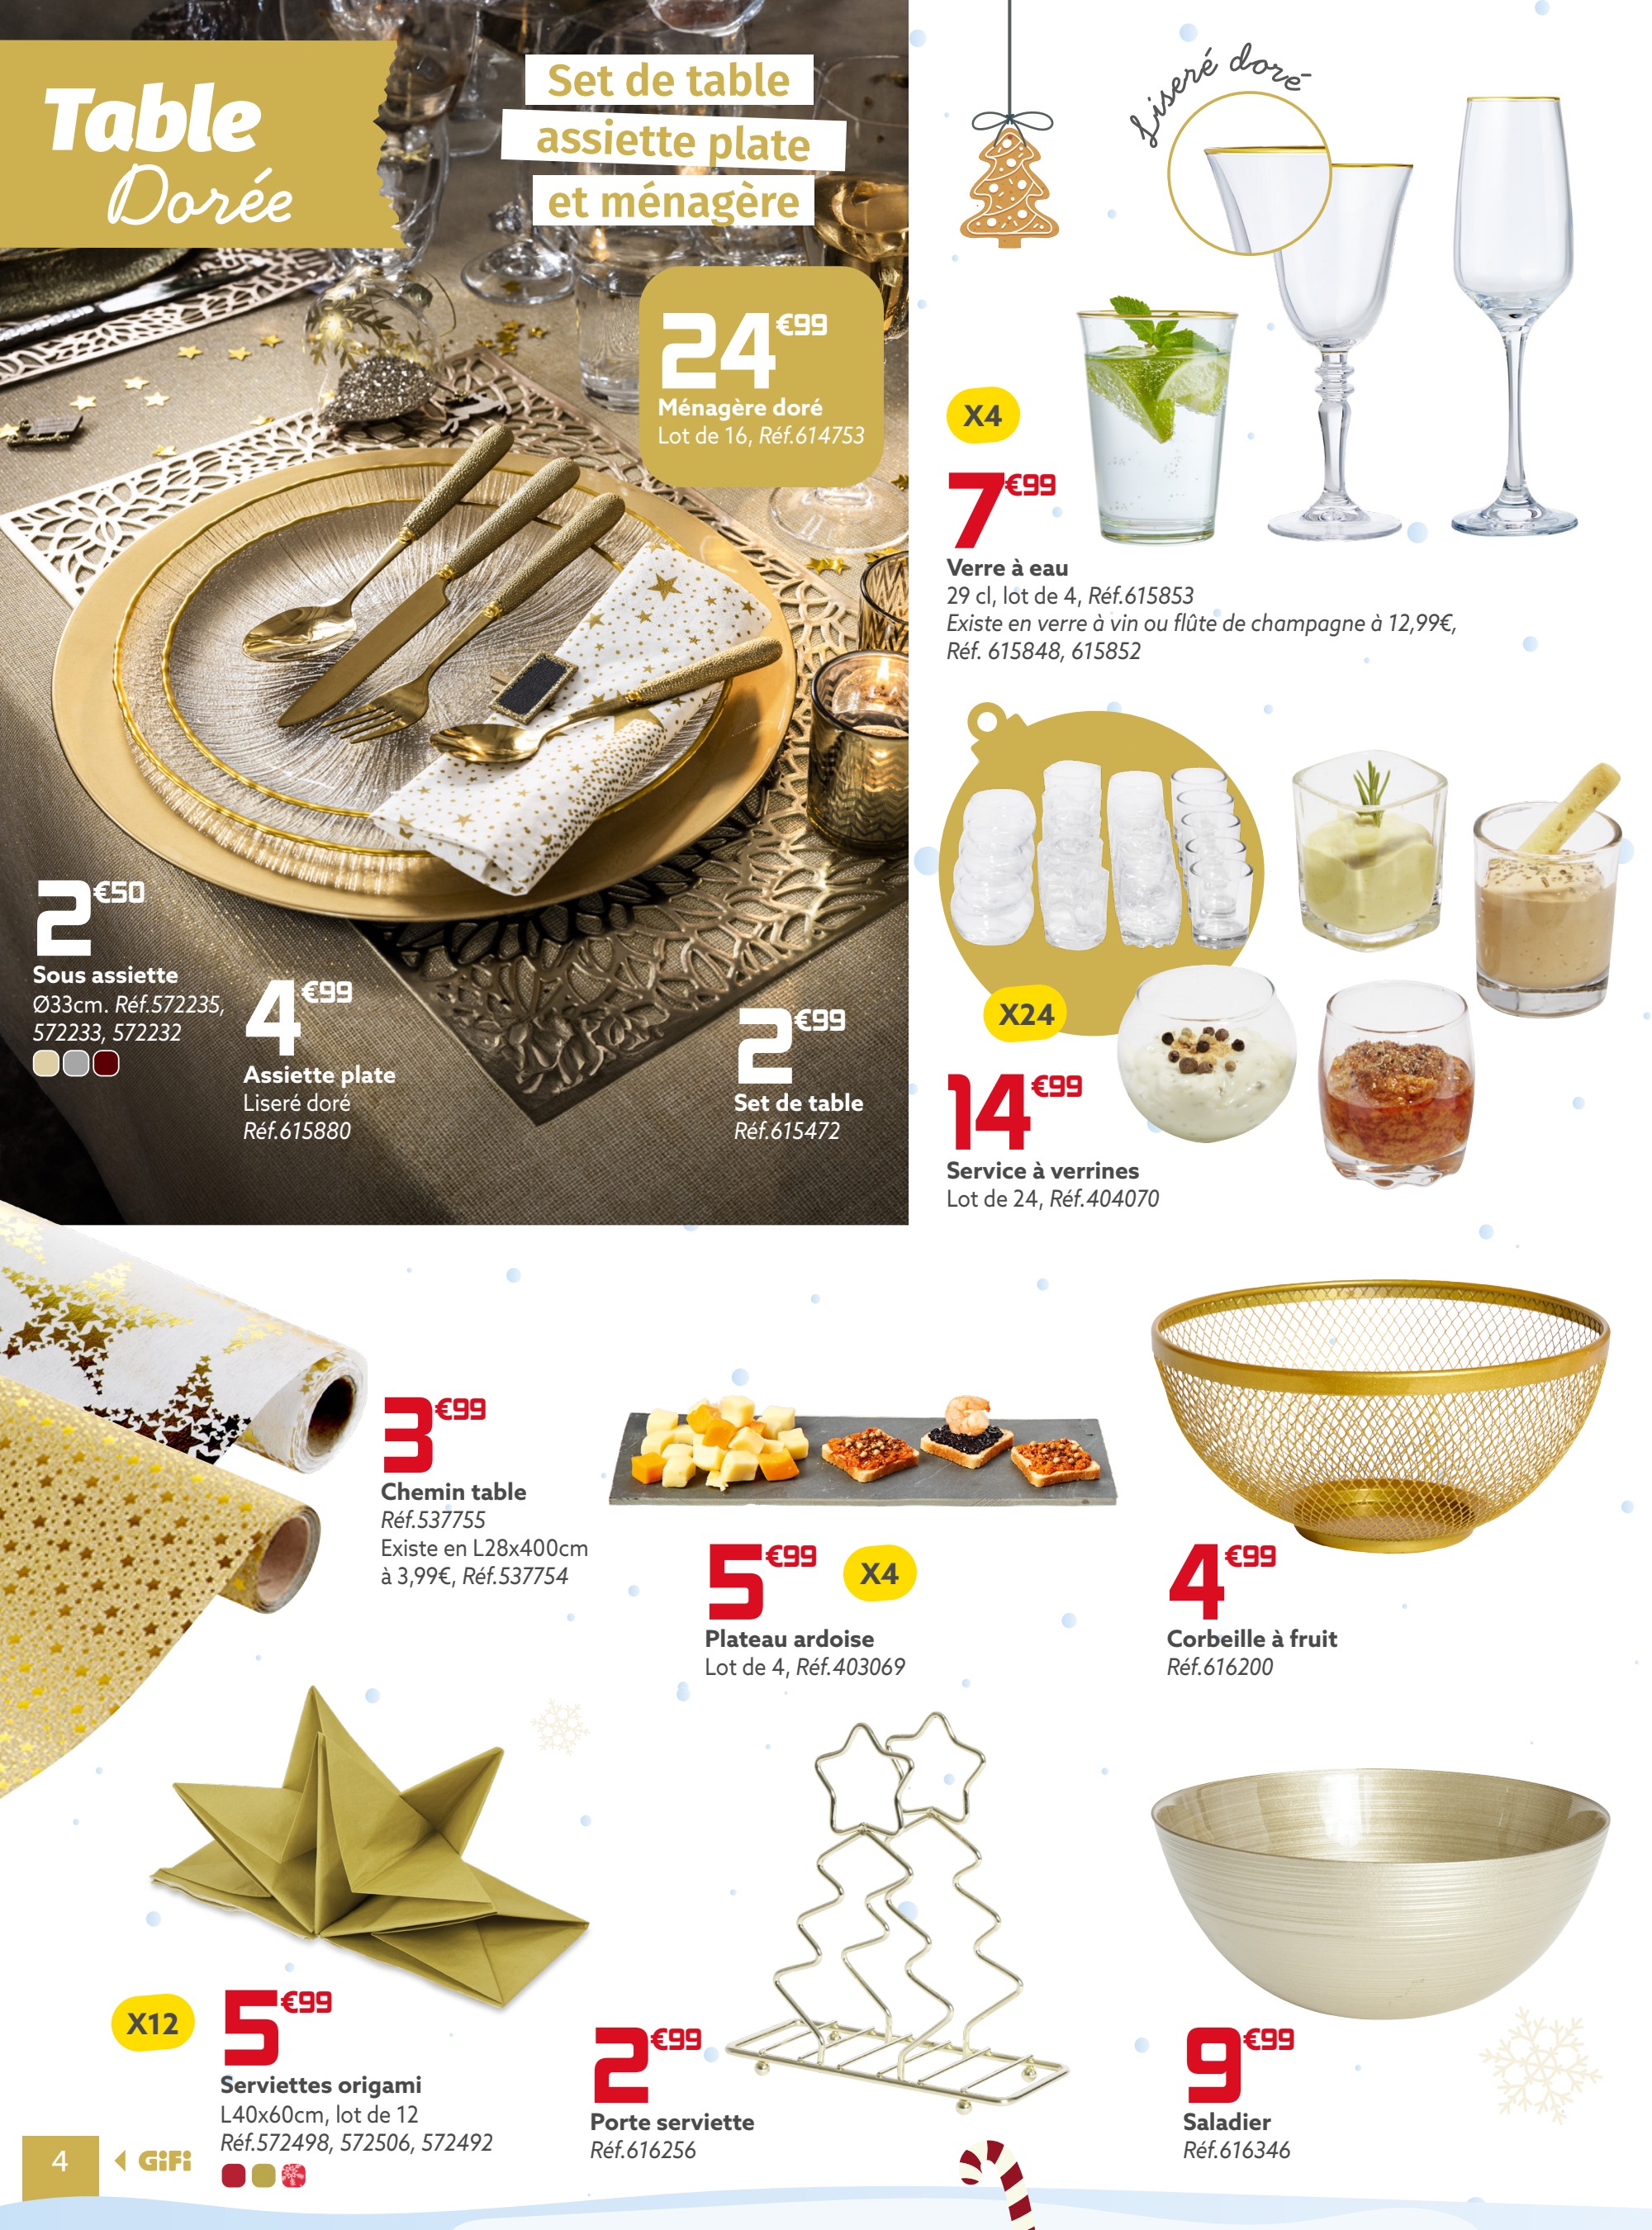 Table
Dorée
Set de table
assiette plate
et ménagère
24€99
Ménagère doré
Lot de 16, Réf.614753
2€50
Sous assiette
Ø33cm. Réf.572235,
572233, 572232
4€99
Assiette plate
Liseré doré
Réf.615880
2€99
Set de table
Réf.615472
Liseré doré
X4
7€99
Verre à eau
29 cl, lot de 4, Réf.615853
Existe en verre à vin ou flûte de champagne à 12,99€,
Réf. 615848, 615852
X24
14€99
Service à verrines
Lot de 24, Réf.404070
3€99
Chemin table
Réf.537755
Existe en L28x400cm
à 3,99€, Réf.537754
5€99
X4
Plateau ardoise
Lot de 4, Réf.403069
4€99
Corbeille à fruit
Réf.616200
X12
5€99
Serviettes origami
L40x60cm, lot de 12
Réf.572498, 572506, 572492
2€99
Porte serviette
Réf.616256
9€99
Saladier
Réf.616346
4
GiFi